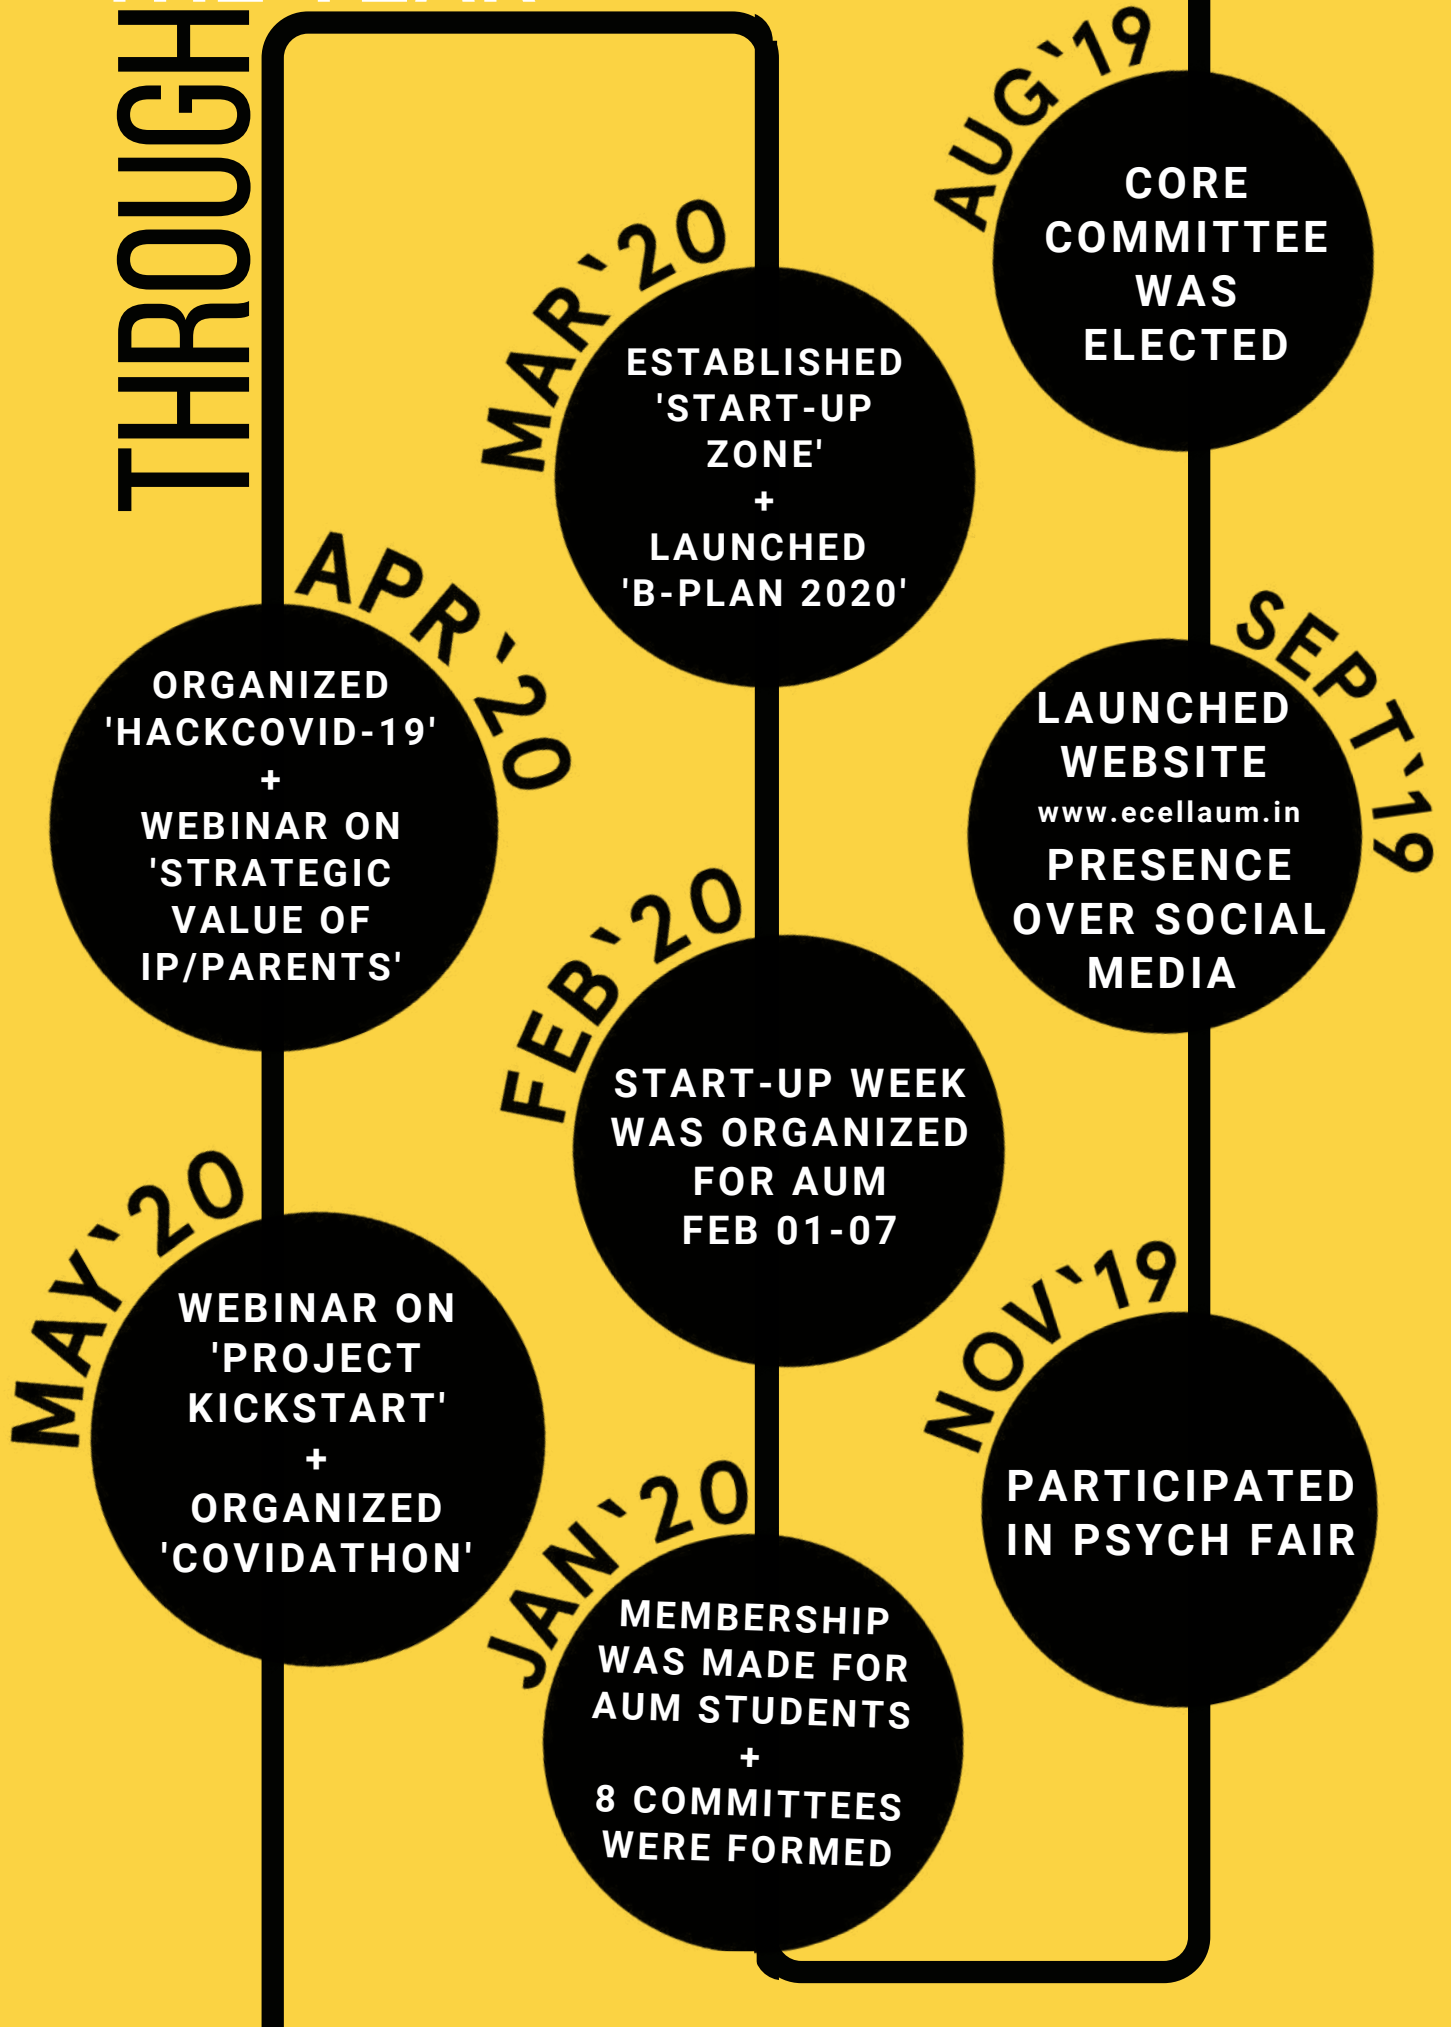 THROUGH
AUG`19
CORE
COMMITTEE
WAS
ELECTED
SEPT`19
LAUNCHED
WEBSITE
www.ecellaum.in
PRESENCE
OVER SOCIAL
MEDIA
NOV`19
PARTICIPATED
IN PSYCH FAIR
JAN`20
MEMBERSHIP
WAS MADE FOR
AUM STUDENTS
+
8 COMMITTEES
WERE FORMED
FEB`20
START-UP WEEK
WAS ORGANIZED
FOR AUM
FEB 01-07
MAR`20
ESTABLISHED
'START-UP
ZONE'
+
LAUNCHED
'B-PLAN 2020'
APR`20
ORGANIZED
'HACKCOVID-19'
+
WEBINAR ON
'STRATEGIC
VALUE OF
IP/PARENTS'
MAY`20
WEBINAR ON
'PROJECT
KICKSTART'
+
ORGANIZED
'COVIDATHON'